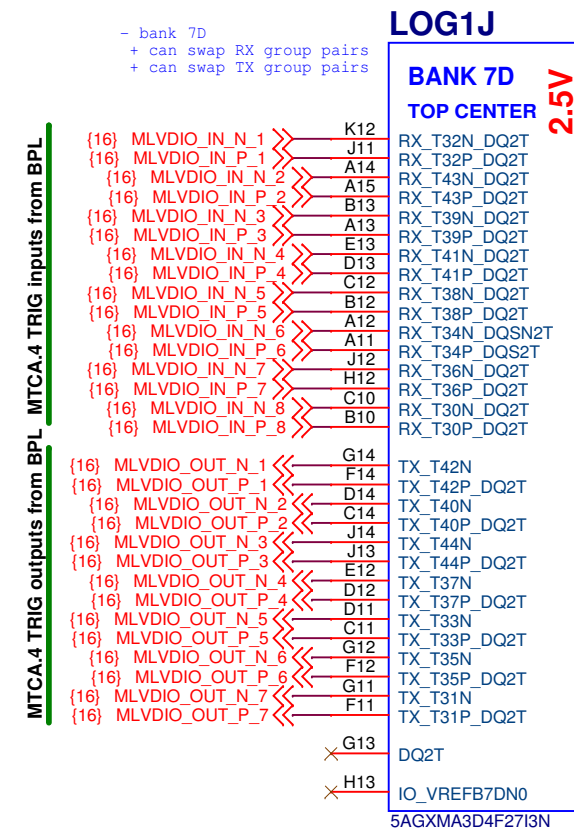 - bank 7D
+ can swap RX group pairs
+ can swap TX group pairs
LOG1J
BANK 7D
TOP CENTER
2.5V
MTCA.4 TRIG inputs from BPL
{16} MLVDIO_IN_N_1 K12 RX_T32N_DQ2T
{16} MLVDIO_IN_P_1 J11 RX_T32P_DQ2T
{16} MLVDIO_IN_N_2 A14 RX_T43N_DQ2T
{16} MLVDIO_IN_P_2 A15 RX_T43P_DQ2T
{16} MLVDIO_IN_N_3 B13 RX_T39N_DQ2T
{16} MLVDIO_IN_P_3 A13 RX_T39P_DQ2T
{16} MLVDIO_IN_N_4 E13 RX_T41N_DQ2T
{16} MLVDIO_IN_P_4 D13 RX_T41P_DQ2T
{16} MLVDIO_IN_N_5 C12 RX_T38N_DQ2T
{16} MLVDIO_IN_P_5 B12 RX_T38P_DQ2T
{16} MLVDIO_IN_N_6 A12 RX_T34N_DQSN2T
{16} MLVDIO_IN_P_6 A11 RX_T34P_DQS2T
{16} MLVDIO_IN_N_7 J12 RX_T36N_DQ2T
{16} MLVDIO_IN_P_7 H12 RX_T36P_DQ2T
{16} MLVDIO_IN_N_8 C10 RX_T30N_DQ2T
{16} MLVDIO_IN_P_8 B10 RX_T30P_DQ2T
MTCA.4 TRIG outputs from BPL
{16} MLVDIO_OUT_N_1 G14 TX_T42N
{16} MLVDIO_OUT_P_1 F14 TX_T42P_DQ2T
{16} MLVDIO_OUT_N_2 D14 TX_T40N
{16} MLVDIO_OUT_P_2 C14 TX_T40P_DQ2T
{16} MLVDIO_OUT_N_3 J14 TX_T44N
{16} MLVDIO_OUT_P_3 J13 TX_T44P_DQ2T
{16} MLVDIO_OUT_N_4 E12 TX_T37N
{16} MLVDIO_OUT_P_4 D12 TX_T37P_DQ2T
{16} MLVDIO_OUT_N_5 D11 TX_T33N
{16} MLVDIO_OUT_P_5 C11 TX_T33P_DQ2T
{16} MLVDIO_OUT_N_6 G12 TX_T35N
{16} MLVDIO_OUT_P_6 F12 TX_T35P_DQ2T
{16} MLVDIO_OUT_N_7 G11 TX_T31N
{16} MLVDIO_OUT_P_7 F11 TX_T31P_DQ2T
G13 DQ2T
H13 IO_VREFB7DN0
5AGXMA3D4F27I3N